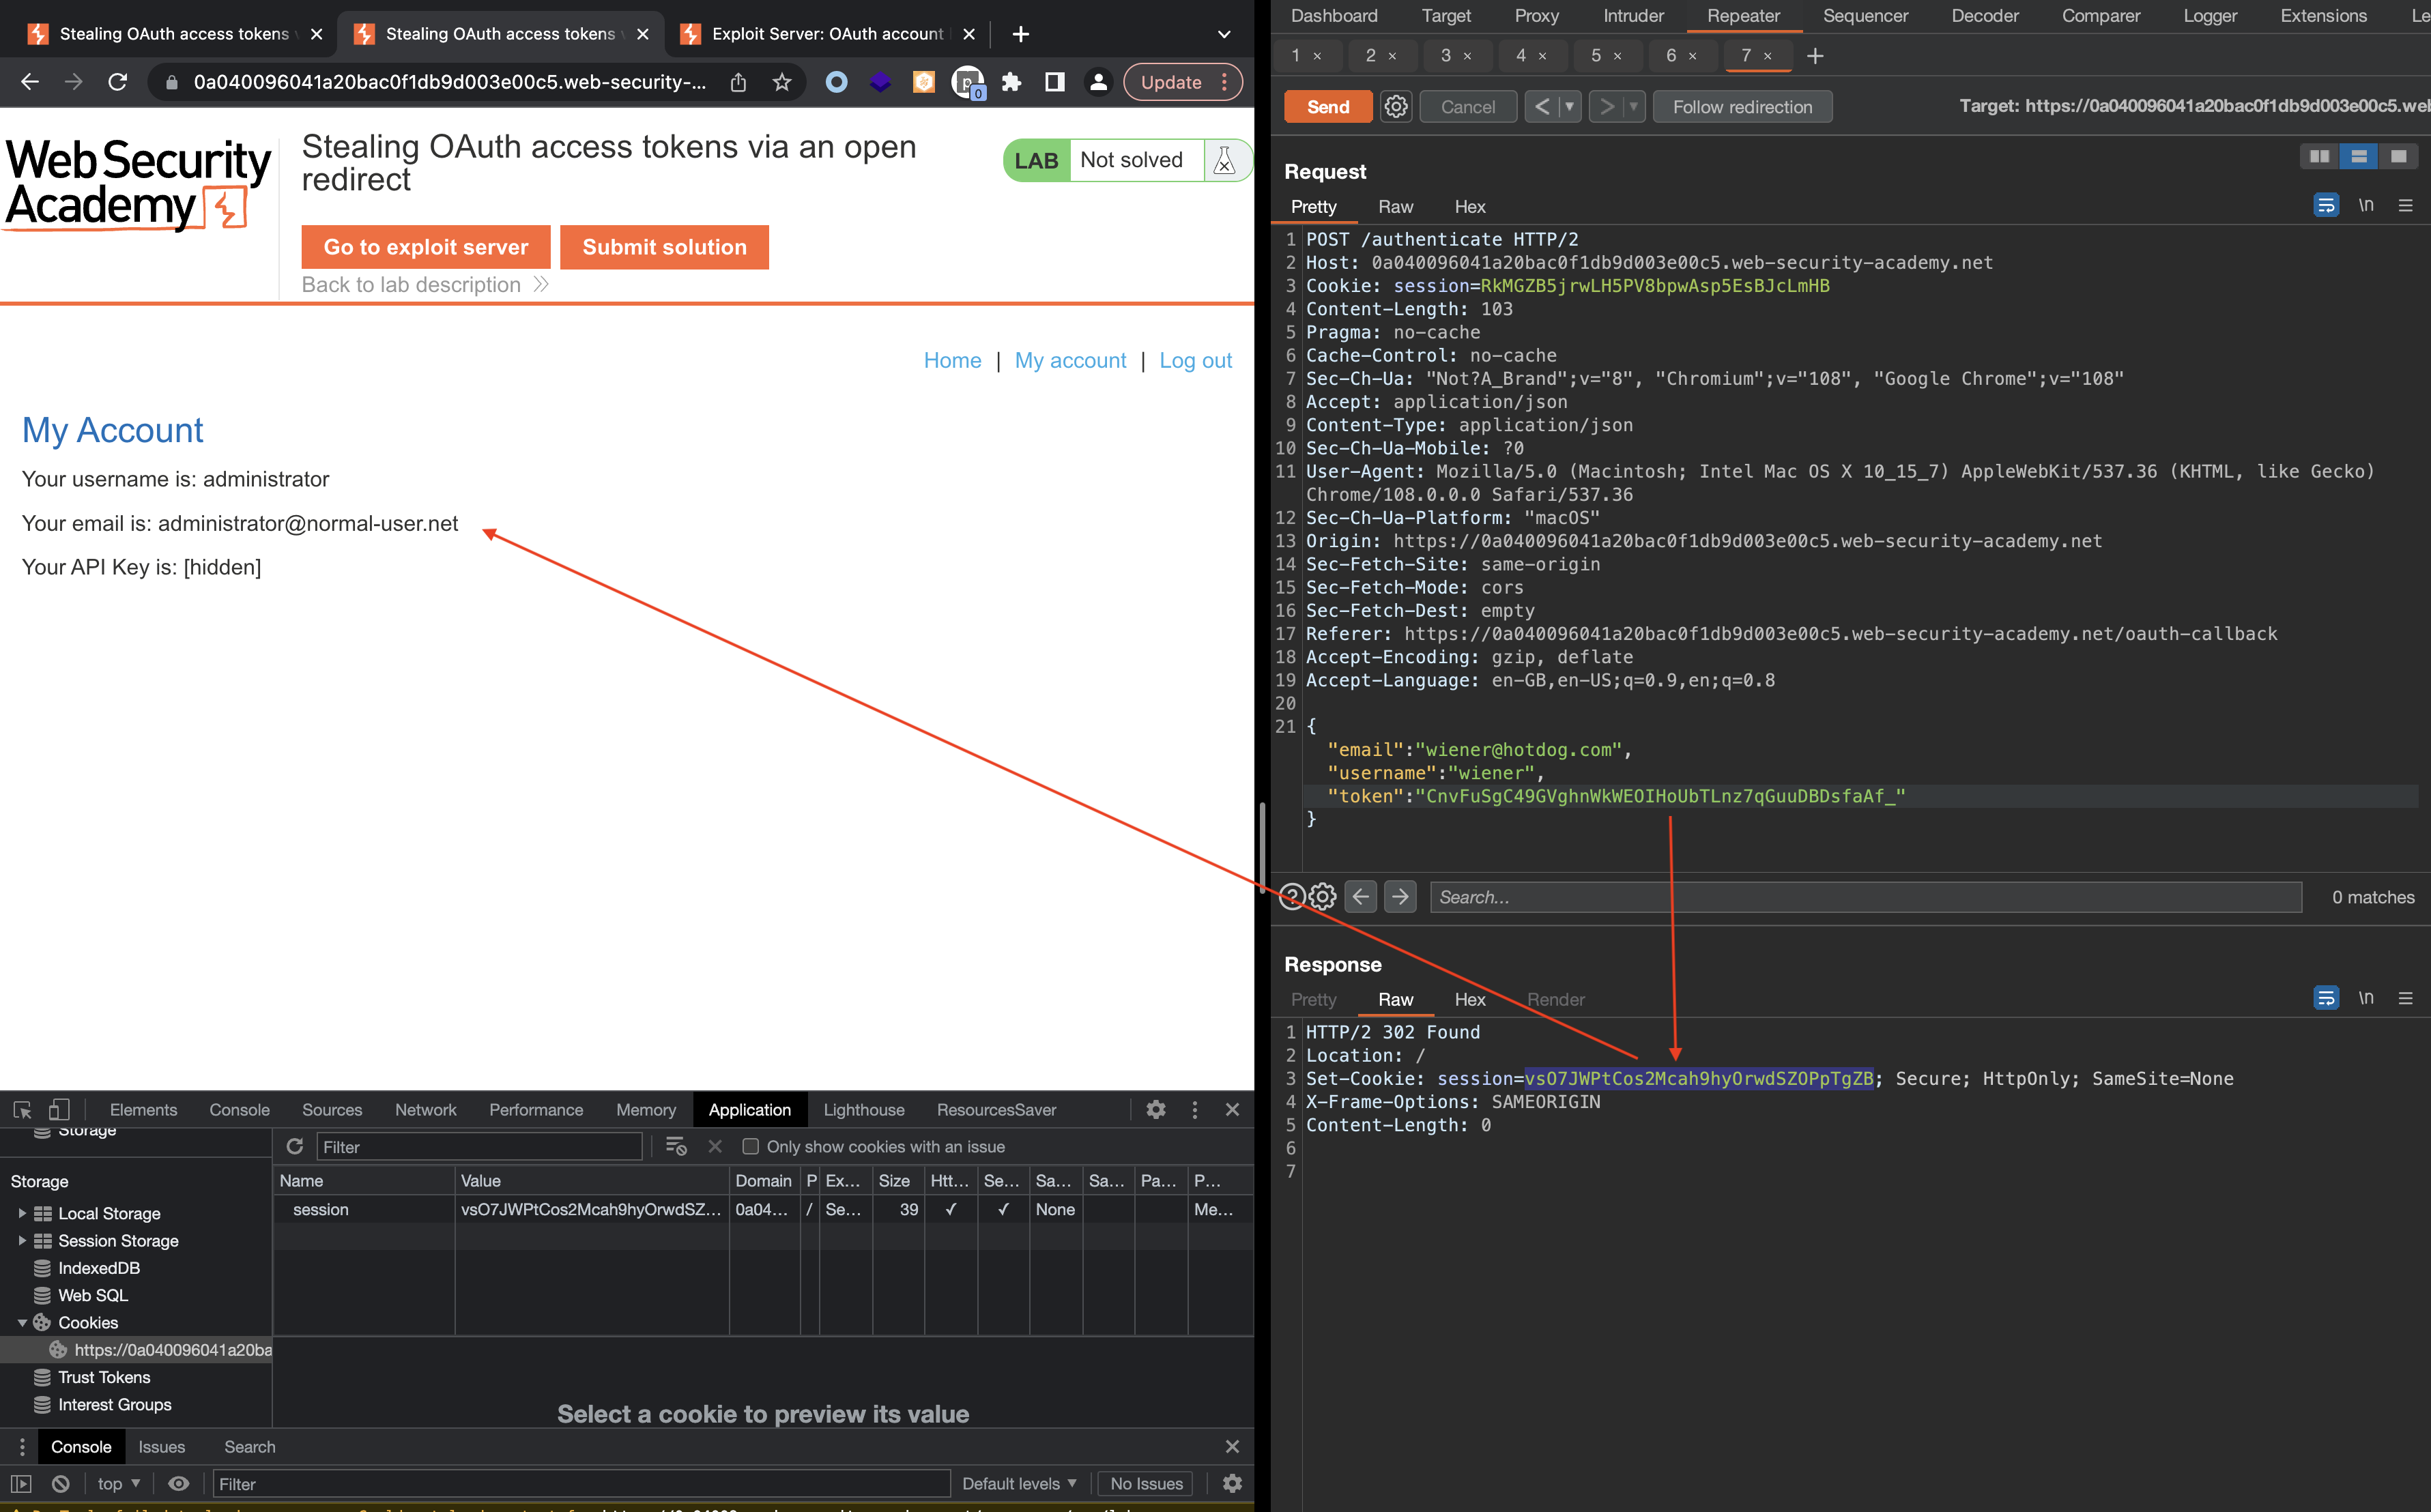 Stealing OAuth access tokens
Stealing OAuth access tokens
Exploit Server: OAuth account
0a040096041a20bac0f1db9d003e00c5.web-security-...
p
0
Update
WebSecurity
Academy
Stealing OAuth access tokens via an open
redirect
LAB
Not solved
Go to exploit server
Submit solution
Back to lab description
Home | My account | Log out
My Account
Your username is: administrator
Your email is: administrator@normal-user.net
Your API Key is: [hidden]
Elements
Console
Sources
Network
Performance
Memory
Application
Lighthouse
ResourcesSaver
Storage
Filter
Only show cookies with an issue
Storage
Local Storage
Session Storage
IndexedDB
Web SQL
Cookies
https://0a040096041a20ba
Trust Tokens
Interest Groups
Name Value Domain P Ex... Size Htt... Se... Sa... Sa... Pa... P...
session vsO7JWPtCos2Mcah9hyOrwdSZ... 0a04... / Se... 39 ✓ ✓ None Me...
Select a cookie to preview its value
Console
Issues
Search
top
Filter
Default levels
No Issues
Dashboard
Target
Proxy
Intruder
Repeater
Sequencer
Decoder
Comparer
Logger
Extensions
Le
1 ×
2 ×
3 ×
4 ×
5 ×
6 ×
7 ×
+
Send
Cancel
<
>
Follow redirection
Target: https://0a040096041a20bac0f1db9d003e00c5.we
Request
Pretty
Raw
Hex
\n
1 POST /authenticate HTTP/2
2 Host: 0a040096041a20bac0f1db9d003e00c5.web-security-academy.net
3 Cookie: session=RkMGZB5jrwLH5PV8bpwAsp5EsBJcLmHB
4 Content-Length: 103
5 Pragma: no-cache
6 Cache-Control: no-cache
7 Sec-Ch-Ua: "Not?A_Brand";v="8", "Chromium";v="108", "Google Chrome";v="108"
8 Accept: application/json
9 Content-Type: application/json
10 Sec-Ch-Ua-Mobile: ?0
11 User-Agent: Mozilla/5.0 (Macintosh; Intel Mac OS X 10_15_7) AppleWebKit/537.36 (KHTML, like Gecko)
Chrome/108.0.0.0 Safari/537.36
12 Sec-Ch-Ua-Platform: "macOS"
13 Origin: https://0a040096041a20bac0f1db9d003e00c5.web-security-academy.net
14 Sec-Fetch-Site: same-origin
15 Sec-Fetch-Mode: cors
16 Sec-Fetch-Dest: empty
17 Referer: https://0a040096041a20bac0f1db9d003e00c5.web-security-academy.net/oauth-callback
18 Accept-Encoding: gzip, deflate
19 Accept-Language: en-GB,en-US;q=0.9,en;q=0.8
20
21 {
"email":"wiener@hotdog.com",
"username":"wiener",
"token":"CnvFuSgC49GVghnWkWEOIHoUbTLnz7qGuuDBDsfaAf_"
}
?
Search...
0 matches
Response
Pretty
Raw
Hex
Render
\n
1 HTTP/2 302 Found
2 Location: /
3 Set-Cookie: session=vsO7JWPtCos2Mcah9hyOrwdSZOPpTgZB; Secure; HttpOnly; SameSite=None
4 X-Frame-Options: SAMEORIGIN
5 Content-Length: 0
6
7